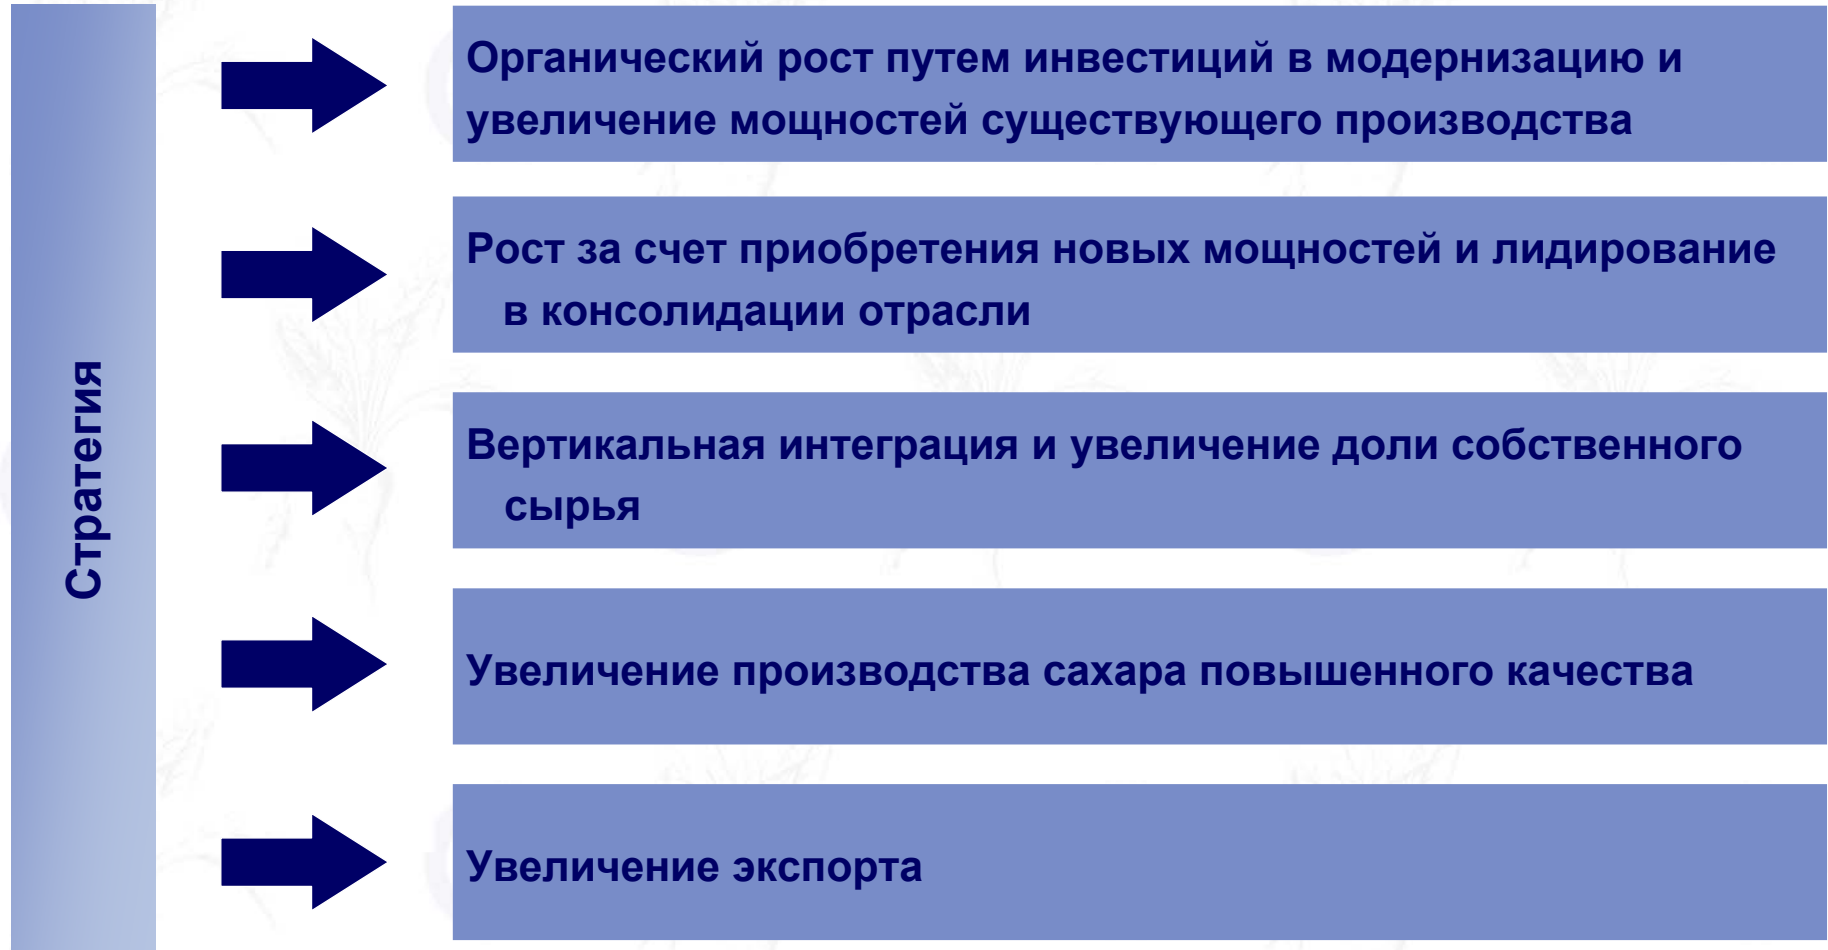 Стратегия
Органический рост путем инвестиций в модернизацию и
увеличение мощностей существующего производства
Рост за счет приобретения новых мощностей и лидирование
в консолидации отрасли
Вертикальная интеграция и увеличение доли собственного
сырья
Увеличение производства сахара повышенного качества
Увеличение экспорта